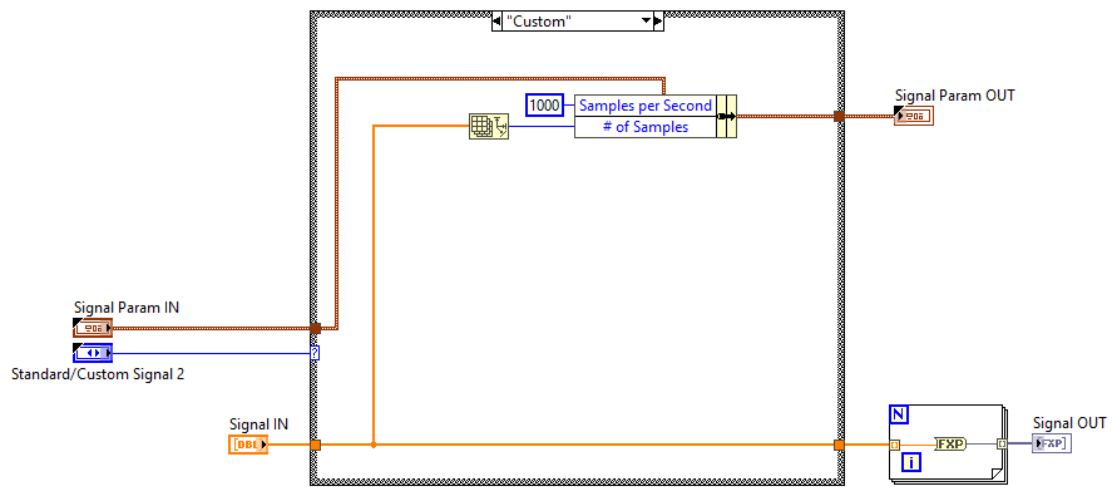 "Custom"
1000
Samples per Second
# of Samples
Signal Param OUT
Signal Param IN
?
Standard/Custom Signal 2
Signal IN
[DBL
N
FXP
i
Signal OUT
FXP]